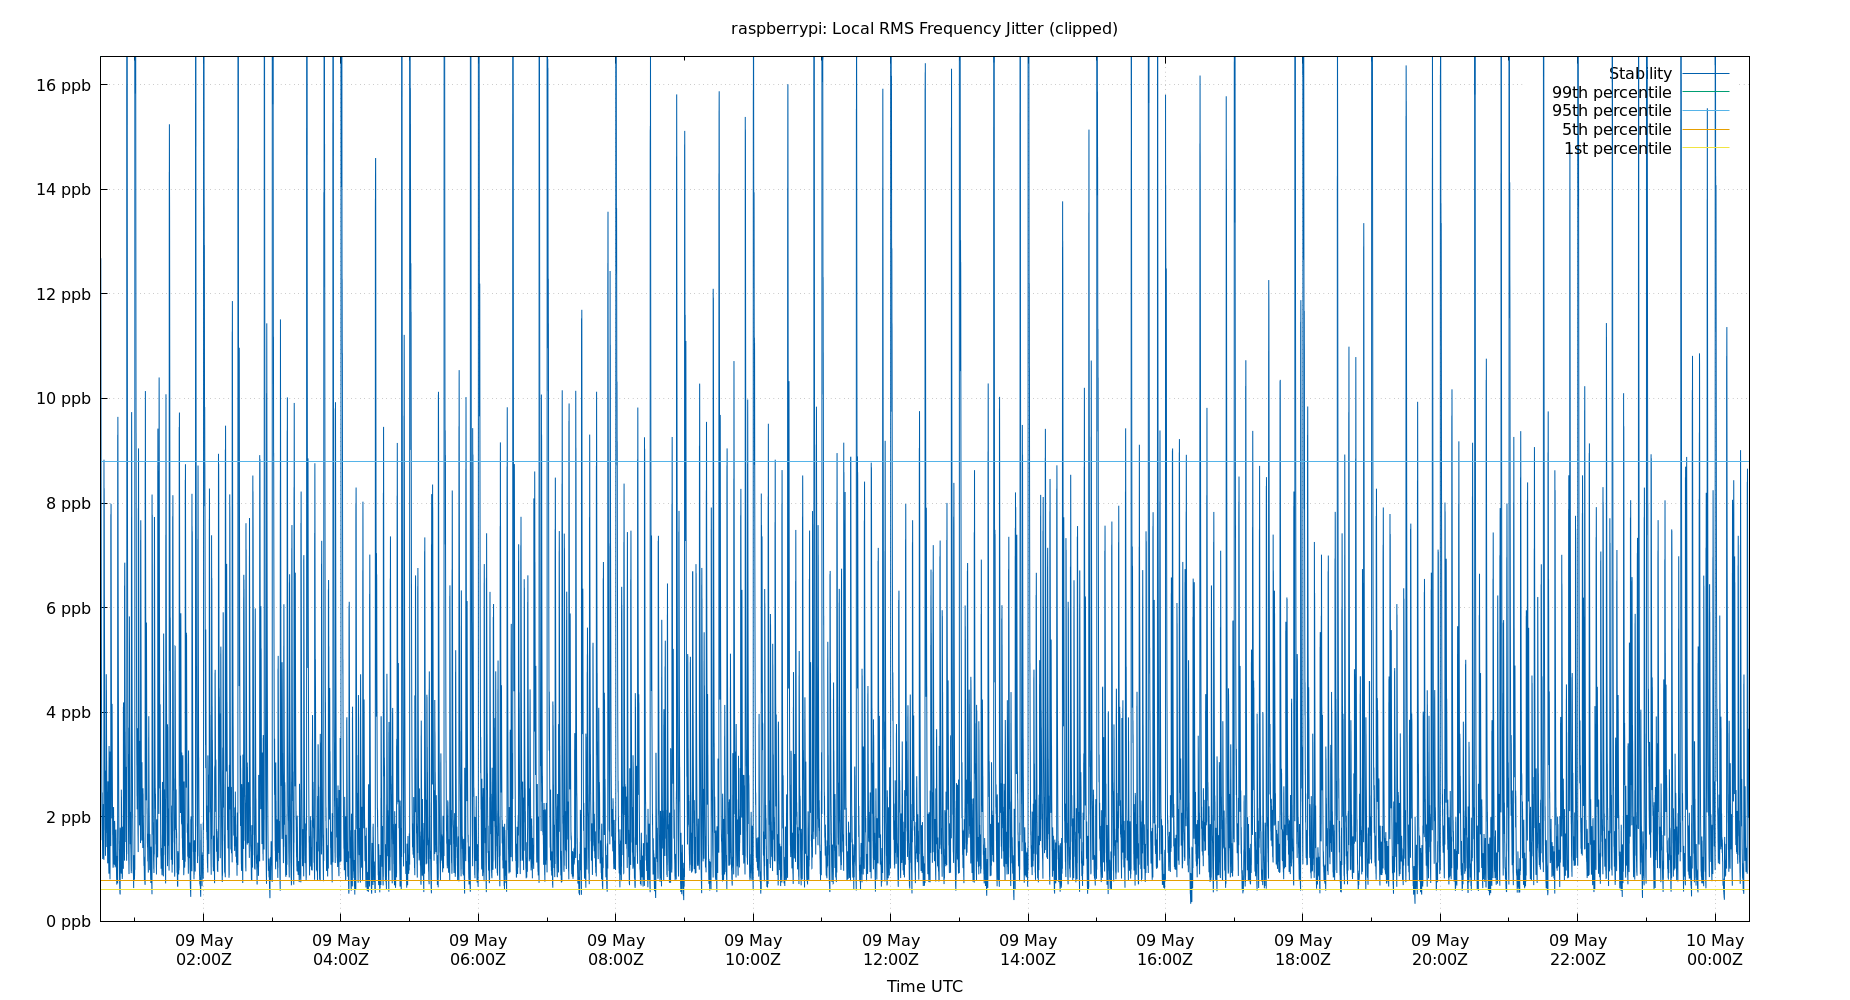 raspberrypi: Local RMS Frequency Jitter (clipped)
16 ppb
14 ppb
12 ppb
10 ppb
8 ppb
6 ppb
4 ppb
2 ppb
0 ppb
Stability
99th percentile
95th percentile
5th percentile
1st percentile
09 May 09 May 09 May 09 May 09 May 09 May 09 May 09 May 09 May 09 May 09 May 10 May
02:00Z 04:00Z 06:00Z 08:00Z 10:00Z 12:00Z 14:00Z 16:00Z 18:00Z 20:00Z 22:00Z 00:00Z
Time UTC